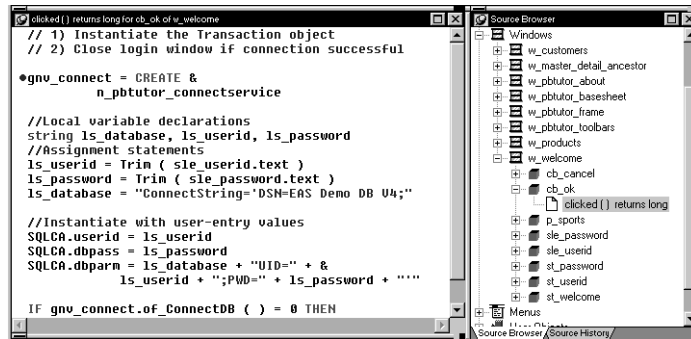 clicked ( ) returns long for cb_ok of w_welcome
// 1) Instantiate the Transaction object
// 2) Close login window if connection successful
gnv_connect = CREATE &
n_pbtutor_connectservice
//Local variable declarations
string ls_database, ls_userid, ls_password
//Assignment statements
ls_userid = Trim ( sle_userid.text )
ls_password = Trim ( sle_password.text )
ls_database = "ConnectString='DSN=EAS Demo DB V4;"
//Instantiate with user-entry values
SQLCA.userid = ls_userid
SQLCA.dbpass = ls_password
SQLCA.dbparm = ls_database + "UID=" + &
ls_userid + ";PWD=" + ls_password + "'"
IF gnv_connect.of_ConnectDB ( ) = 0 THEN
Source Browser
Windows
w_customers
w_master_detail_ancestor
w_pbtutor_about
w_pbtutor_basesheet
w_pbtutor_frame
w_pbtutor_toolbars
w_products
w_welcome
cb_cancel
cb_ok
clicked ( ) returns long
p_sports
sle_password
sle_userid
st_password
st_userid
st_welcome
Menus
User Objects
Source Browser / Source History